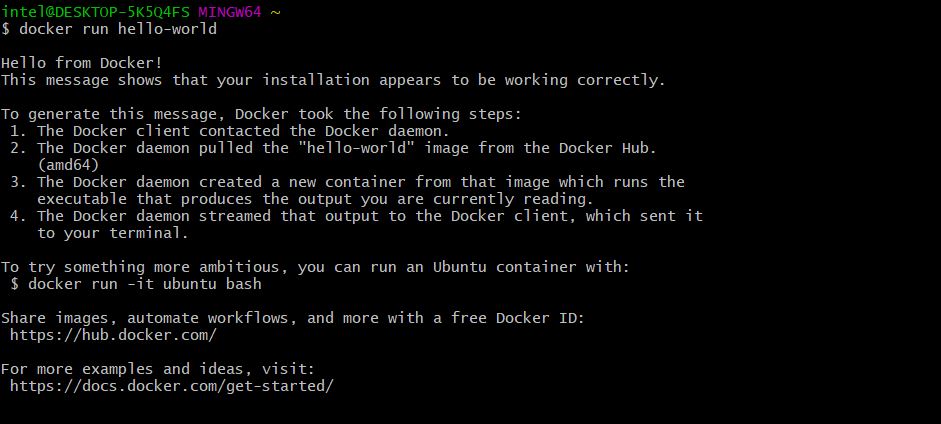 intel@DESKTOP-5K5Q4FS MINGW64 ~
$ docker run hello-world

Hello from Docker!
This message shows that your installation appears to be working correctly.

To generate this message, Docker took the following steps:
 1. The Docker client contacted the Docker daemon.
 2. The Docker daemon pulled the "hello-world" image from the Docker Hub.
    (amd64)
 3. The Docker daemon created a new container from that image which runs the
    executable that produces the output you are currently reading.
 4. The Docker daemon streamed that output to the Docker client, which sent it
    to your terminal.

To try something more ambitious, you can run an Ubuntu container with:
 $ docker run -it ubuntu bash

Share images, automate workflows, and more with a free Docker ID:
 https://hub.docker.com/

For more examples and ideas, visit:
 https://docs.docker.com/get-started/